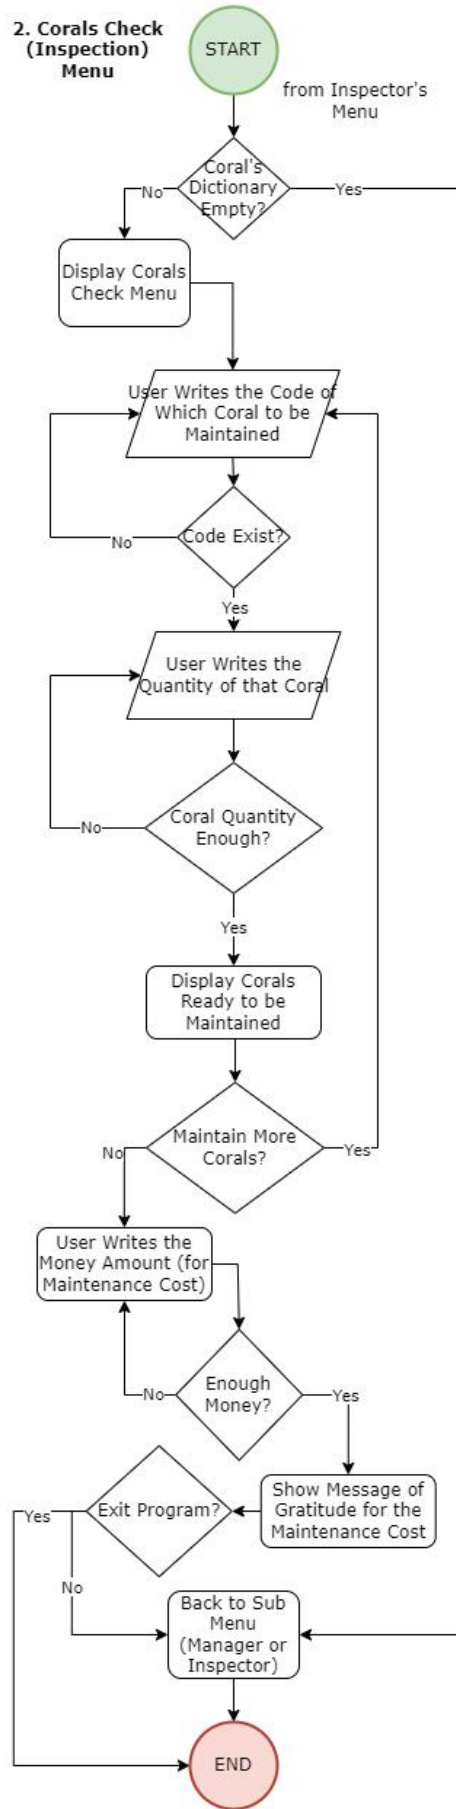 2. Corals Check
(Inspection)
Menu
START
from Inspector's
Menu
Coral's
Dictionary
Empty?
No
Yes
Display Corals
Check Menu
User Writes the Code of
Which Coral to be
Maintained
Code Exist?
No
Yes
User Writes the
Quantity of that Coral
Coral Quantity
Enough?
No
Yes
Display Corals
Ready to be
Maintained
Maintain More
Corals?
No
Yes
User Writes the
Money Amount (for
Maintenance Cost)
Enough
Money?
No
Yes
Show Message of
Gratitude for the
Maintenance Cost
Exit Program?
Yes
No
Back to Sub
Menu
(Manager or
Inspector)
END